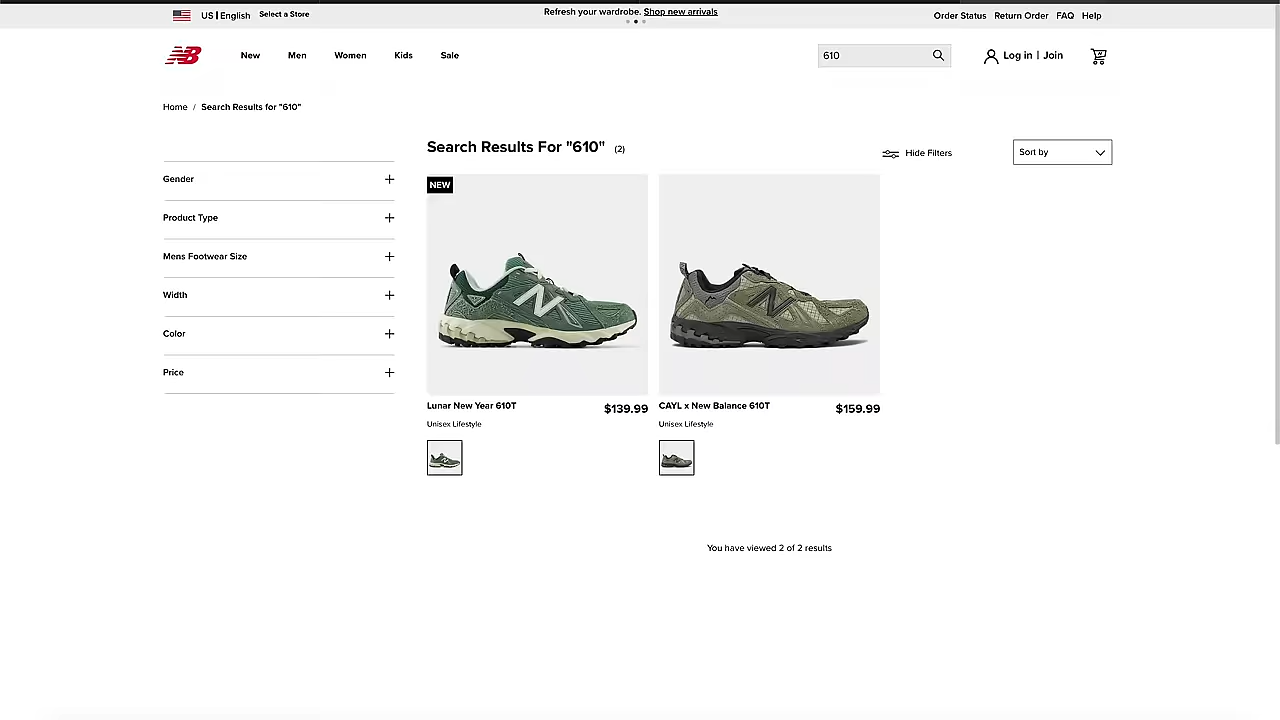 US | English
Select a Store
Refresh your wardrobe. Shop new arrivals
Order Status
Return Order
FAQ
Help
NB
New
Men
Women
Kids
Sale
610
Log in | Join
Home / Search Results for "610"
Search Results For "610" (2)
Hide Filters
Sort by
Gender
Product Type
Mens Footwear Size
Width
Color
Price
NEW
N
N
Lunar New Year 610T
$139.99
Unisex Lifestyle
CAYL x New Balance 610T
$159.99
Unisex Lifestyle
You have viewed 2 of 2 results